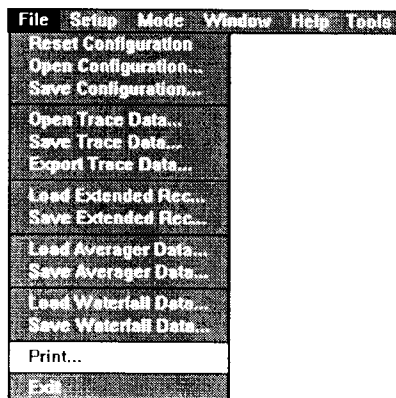 File Setup Mode Window Help Tools
Reset Configuration
Open Configuration...
Save Configuration...
Open Trace Data...
Save Trace Data...
Export Trace Data...
Load Extended Rec...
Save Extended Rec...
Load Averager Data...
Save Averager Data...
Load Waterfall Data...
Save Waterfall Data...
Print...
Exit